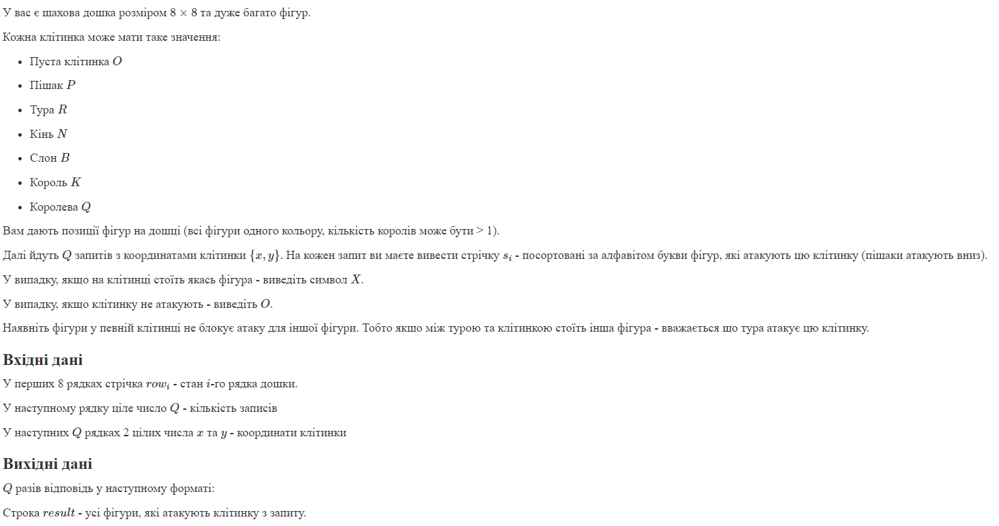 У вас є шахова дошка розміром 8 × 8 та дуже багато фігур.
Кожна клітинка може мати таке значення:
• Пуста клітинка O
• Пішак P
• Тура R
• Кінь N
• Слон B
• Король K
• Королева Q
Вам дають позиції фігур на дошці (всі фігури одного кольору, кількість королів може бути > 1).
Далі йдуть Q запитів з координатами клітинки {x, y}. На кожен запит ви маєте вивести стрічку sᵢ - посортовані за алфавітом букви фігур, які атакують цю клітинку (пішаки атакують вниз).
У випадку, якщо на клітинці стоїть якась фігура - виведіть символ X.
У випадку, якщо клітинку не атакують - виведіть O.
Наявніть фігури у певній клітинці не блокує атаку для іншої фігури. Тобто якщо між турою та клітинкою стоїть інша фігура - вважається що тура атакує цю клітинку.
Вхідні дані
У перших 8 рядках стрічка rowᵢ - стан i-го рядка дошки.
У наступному рядку ціле число Q - кількість записів
У наступних Q рядках 2 цілих числа x та y - координати клітинки
Вихідні дані
Q разів відповідь у наступному форматі:
Строка result - усі фігури, які атакують клітинку з запиту.